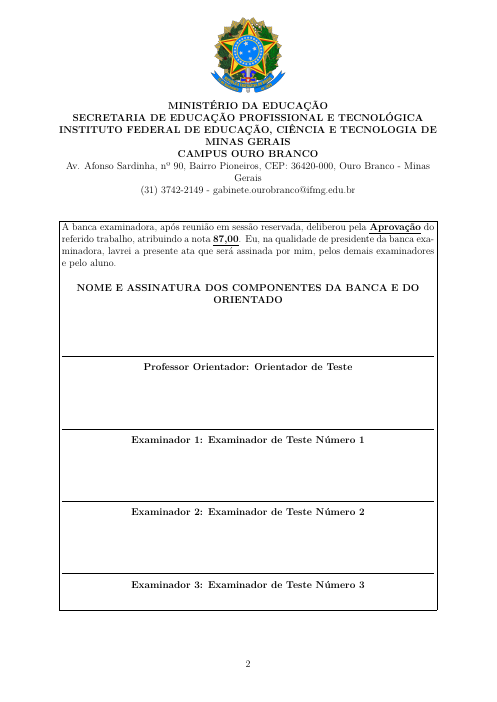 MINISTÉRIO DA EDUCAÇÃO
SECRETARIA DE EDUCAÇÃO PROFISSIONAL E TECNOLÓGICA
INSTITUTO FEDERAL DE EDUCAÇÃO, CIÊNCIA E TECNOLOGIA DE
MINAS GERAIS
CAMPUS OURO BRANCO
Av. Afonso Sardinha, nº 90, Bairro Pioneiros, CEP: 36420-000, Ouro Branco - Minas
Gerais
(31) 3742-2149 - gabinete.ourobranco@ifmg.edu.br
A banca examinadora, após reunião em sessão reservada, deliberou pela Aprovação do
referido trabalho, atribuindo a nota 87,00. Eu, na qualidade de presidente da banca exa-
minadora, lavrei a presente ata que será assinada por mim, pelos demais examinadores
e pelo aluno.
NOME E ASSINATURA DOS COMPONENTES DA BANCA E DO
ORIENTADO
Professor Orientador: Orientador de Teste
Examinador 1: Examinador de Teste Número 1
Examinador 2: Examinador de Teste Número 2
Examinador 3: Examinador de Teste Número 3
2